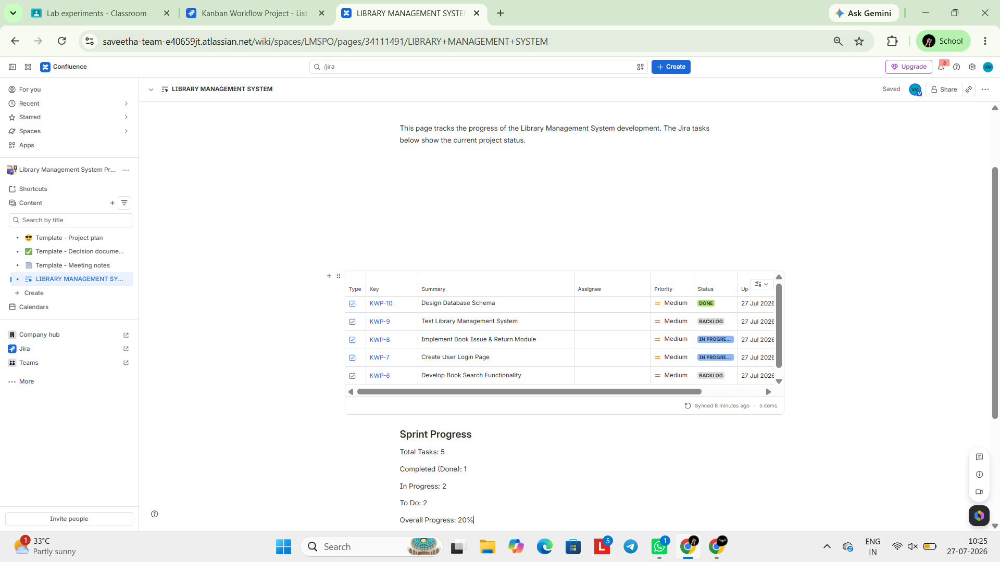 Lab experiments - Classroom
Kanban Workflow Project - List
LIBRARY MANAGEMENT SYSTE
Ask Gemini
saveetha-team-e40659jt.atlassian.net/wiki/spaces/LMSPO/pages/34111491/LIBRARY+MANAGEMENT+SYSTEM
School
Confluence
/jira
Create
Upgrade
3
VM
For you
Recent
Starred
Spaces
Apps
Library Management System Pr...
Shortcuts
Content
Search by title
Template - Project plan
Template - Decision docume...
Template - Meeting notes
LIBRARY MANAGEMENT SY...
Create
Calendars
Company hub
Jira
Teams
More
Invite people
LIBRARY MANAGEMENT SYSTEM
Saved
VM
V
Share
This page tracks the progress of the Library Management System development. The Jira tasks
below show the current project status.
Type Key Summary Assignee Priority Status Up
KWP-10 Design Database Schema Medium DONE 27 Jul 2026
KWP-9 Test Library Management System Medium BACKLOG 27 Jul 2026
KWP-8 Implement Book Issue & Return Module Medium IN PROGRE... 27 Jul 2026
KWP-7 Create User Login Page Medium IN PROGRE... 27 Jul 2026
KWP-6 Develop Book Search Functionality Medium BACKLOG 27 Jul 2026
Synced 8 minutes ago • 5 items
Sprint Progress
Total Tasks: 5
Completed (Done): 1
In Progress: 2
To Do: 2
Overall Progress: 20%
1
33°C
Partly sunny
Search
L
5
1
ENG
IN
10:25
27-07-2026